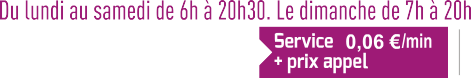 Du lundi au samedi de 6h à 20h30. Le dimanche de 7h à 20h
Service 0,06 €/min
+ prix appel